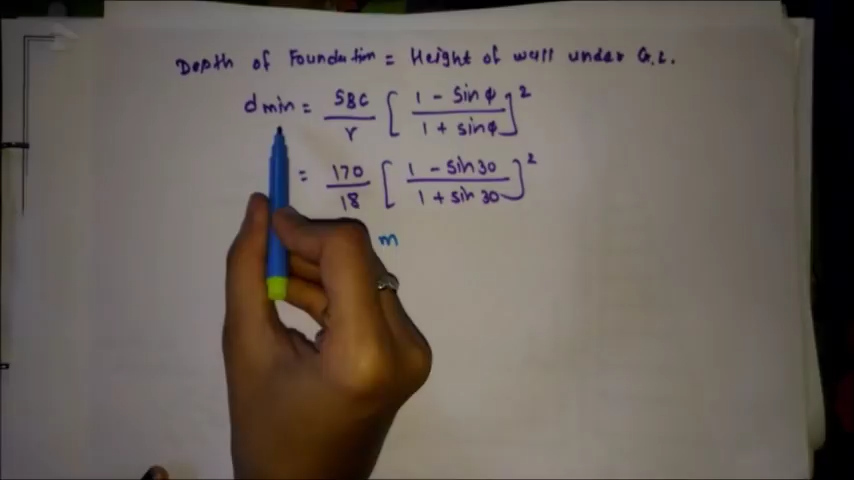 Depth of Foundation = Height of wall under G.L.
d min = SBC / r [ 1 - Sin φ / 1 + sin φ ]²
= 170 / 18 [ 1 - sin 30 / 1 + sin 30 ]²
m